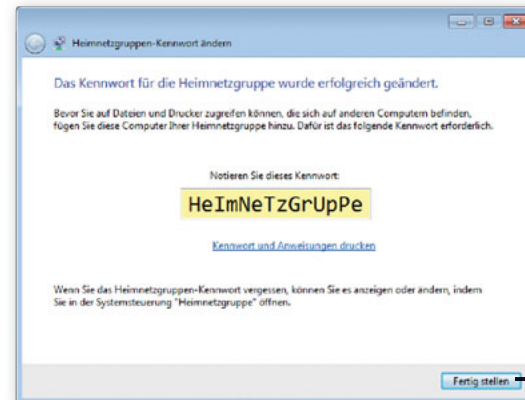 Heimnetzgruppen-Kennwort ändern
Das Kennwort für die Heimnetzgruppe wurde erfolgreich geändert.
Bevor Sie auf Dateien und Drucker zugreifen können, die sich auf anderen Computern befinden,
fügen Sie diese Computer Ihrer Heimnetzgruppe hinzu. Dafür ist das folgende Kennwort erforderlich.
Notieren Sie dieses Kennwort:
HeImNeTzGrUpPe
Kennwort und Anweisungen drucken
Wenn Sie das Heimnetzgruppen-Kennwort vergessen, können Sie es anzeigen oder ändern, indem
Sie in der Systemsteuerung "Heimnetzgruppe" öffnen.
Fertig stellen